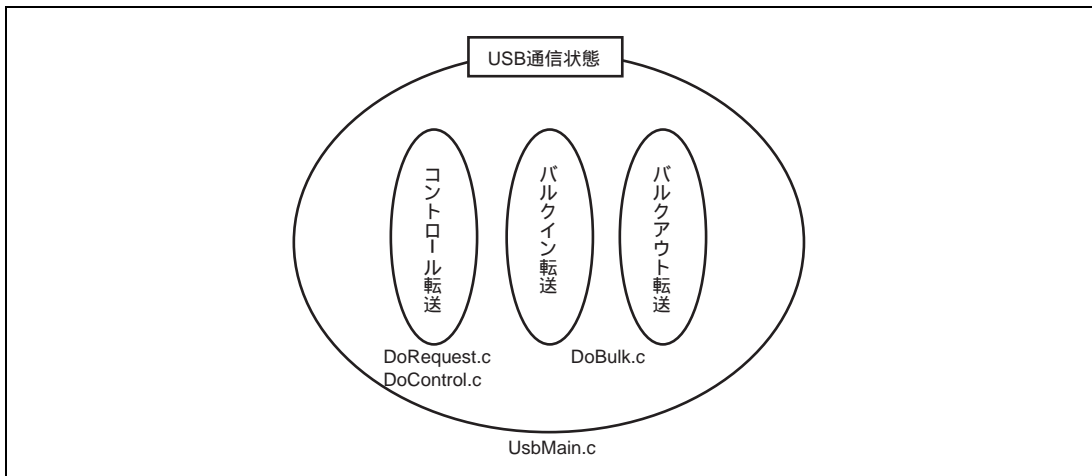 USB通信状態
コントロール転送
バルクイン転送
バルクアウト転送
DoRequest.c
DoControl.c
DoBulk.c
UsbMain.c